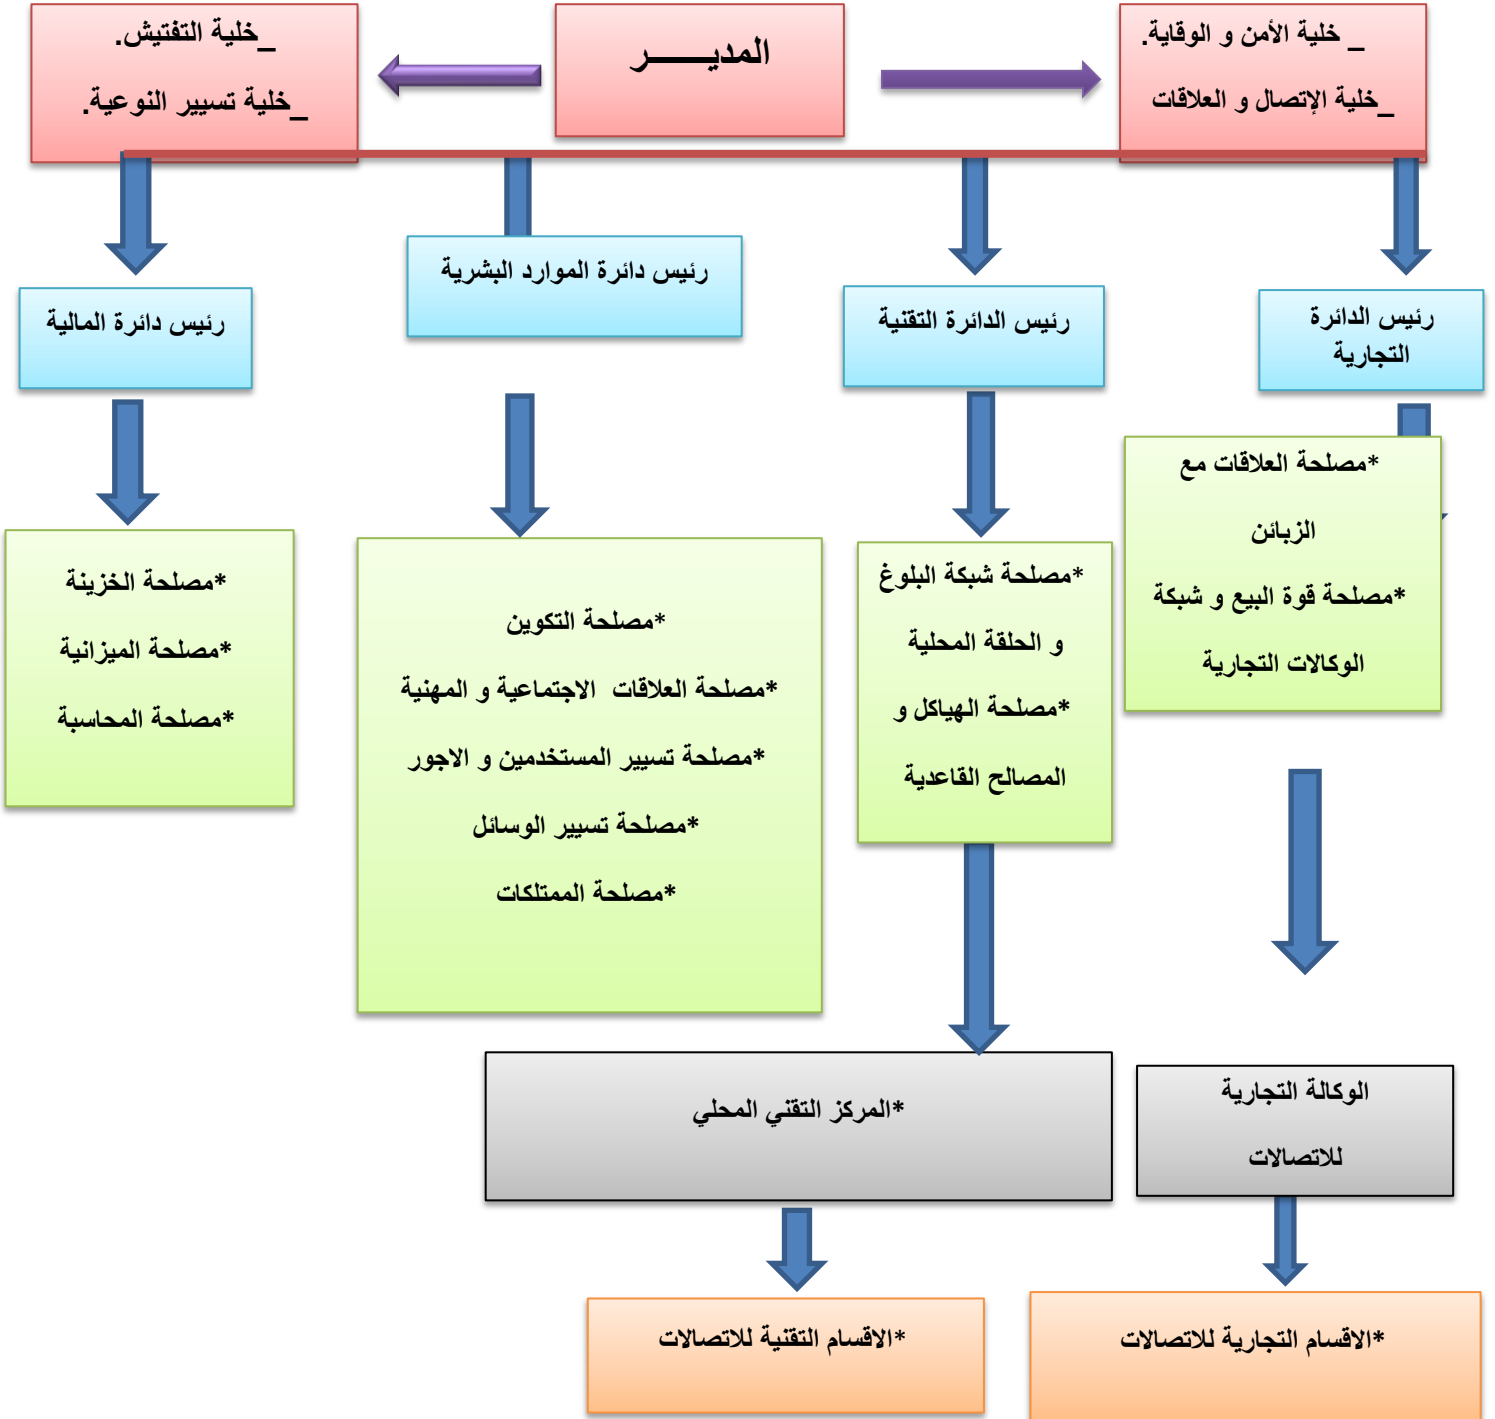 _ خلية الأمن و الوقاية.
_خلية الإتصال و العلاقات
المديـــــــر
_خلية التفتيش.
_خلية تسيير النوعية.
رئيس الدائرة
التجارية
رئيس الدائرة التقنية
رئيس دائرة الموارد البشرية
رئيس دائرة المالية
*مصلحة العلاقات مع
الزبائن
*مصلحة قوة البيع و شبكة
الوكالات التجارية
*مصلحة شبكة البلوغ
و الحلقة المحلية
*مصلحة الهياكل و
المصالح القاعدية
*مصلحة التكوين
*مصلحة العلاقات الاجتماعية و المهنية
*مصلحة تسيير المستخدمين و الاجور
*مصلحة تسيير الوسائل
*مصلحة الممتلكات
*مصلحة الخزينة
*مصلحة الميزانية
*مصلحة المحاسبة
الوكالة التجارية
للاتصالات
*المركز التقني المحلي
*الاقسام التجارية للاتصالات
*الاقسام التقنية للاتصالات